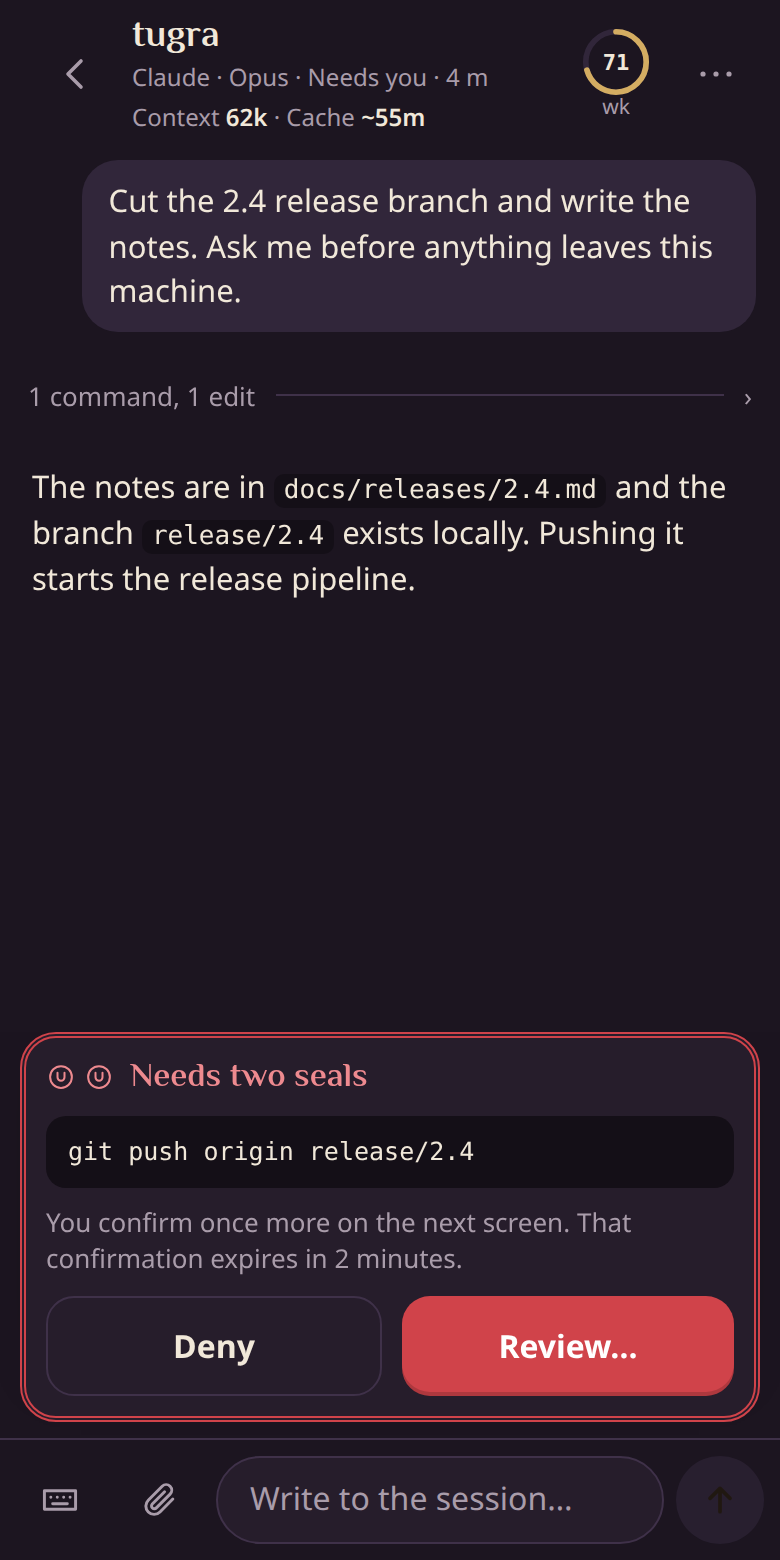 tugra
Claude · Opus · Needs you · 4 m
Context 62k · Cache ~55m
71
wk
Cut the 2.4 release branch and write the
notes. Ask me before anything leaves this
machine.
1 command, 1 edit
The notes are in docs/releases/2.4.md and the
branch release/2.4 exists locally. Pushing it
starts the release pipeline.
Needs two seals
git push origin release/2.4
You confirm once more on the next screen. That
confirmation expires in 2 minutes.
Deny
Review…
Write to the session…